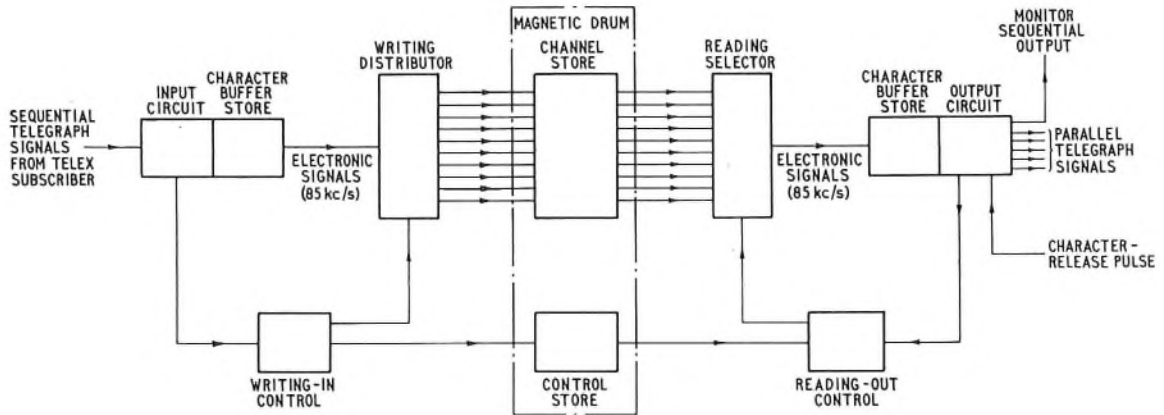 MAGNETIC DRUM
MONITOR
SEQUENTIAL
OUTPUT
WRITING
DISTRIBUTOR
CHANNEL
STORE
READING
SELECTOR
INPUT
CIRCUIT
CHARACTER
BUFFER
STORE
CHARACTER
BUFFER
STORE
OUTPUT
CIRCUIT
SEQUENTIAL
TELEGRAPH
SIGNALS
FROM TELEX
SUBSCRIBER
ELECTRONIC
SIGNALS
(85 kc/s)
ELECTRONIC
SIGNALS
(85 kc/s)
PARALLEL
TELEGRAPH
SIGNALS
CHARACTER-
RELEASE PULSE
WRITING-IN
CONTROL
CONTROL
STORE
READING-OUT
CONTROL